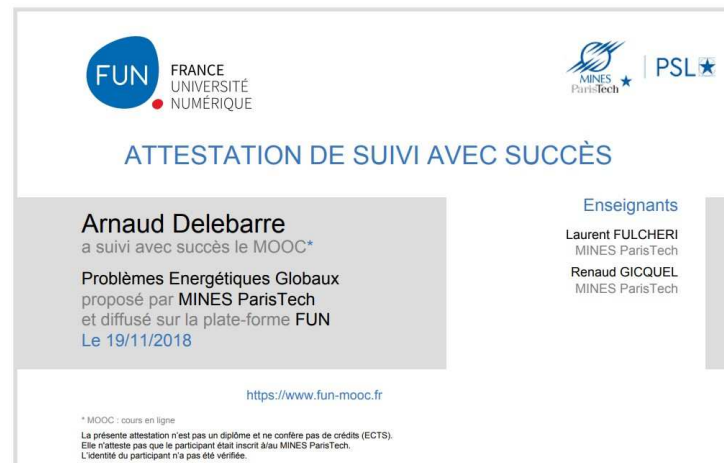 FUN
FRANCE
UNIVERSITÉ
NUMÉRIQUE
MINES
ParisTech
PSL
ATTESTATION DE SUIVI AVEC SUCCÈS
Arnaud Delebarre
a suivi avec succès le MOOC*
Problèmes Energétiques Globaux
proposé par MINES ParisTech
et diffusé sur la plate-forme FUN
Le 19/11/2018
Enseignants
Laurent FULCHERI
MINES ParisTech
Renaud GICQUEL
MINES ParisTech
https://www.fun-mooc.fr
* MOOC : cours en ligne
La présente attestation n'est pas un diplôme et ne confère pas de crédits (ECTS).
Elle n'atteste pas que le participant était inscrit à/au MINES ParisTech.
L'identité du participant n'a pas été vérifiée.